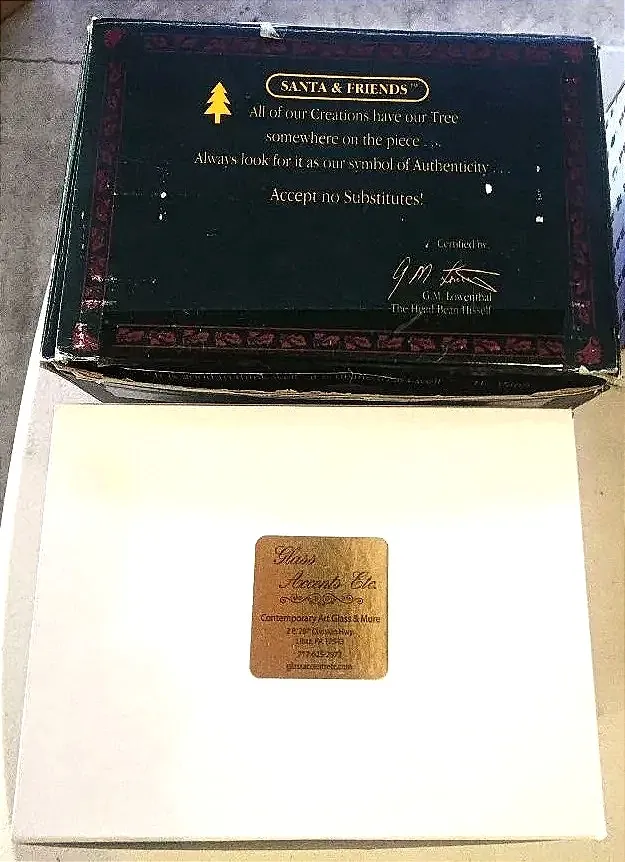 SANTA & FRIENDS™
All of our Creations have our Tree
somewhere on the piece ...
Always look for it as our symbol of Authenticity ...
Accept no Substitutes!
Certified by,
G.M. Lowenthal
The Head Bean Hisself
Glass
Accents Etc.
Contemporary Art Glass & More